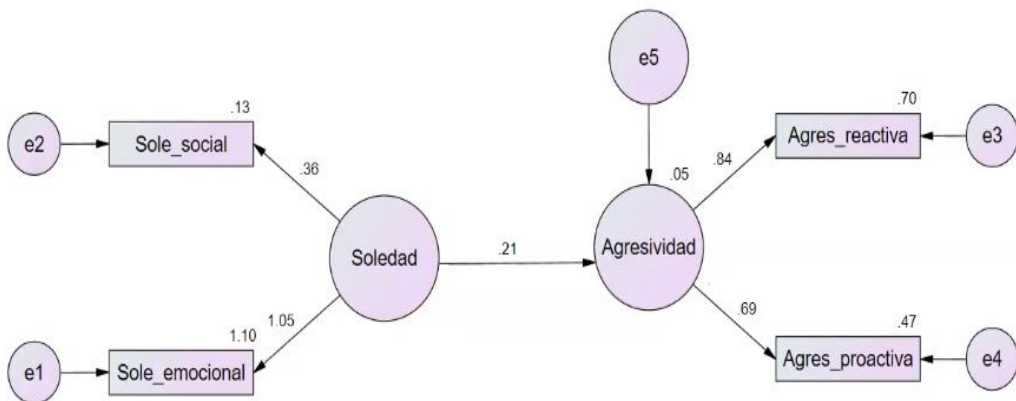 e5
.13
.70
e2
Sole_social
Agres_reactiva
e3
.36
.84
.05
Soledad
.21
Agresividad
1.05
.69
1.10
.47
e1
Sole_emocional
Agres_proactiva
e4